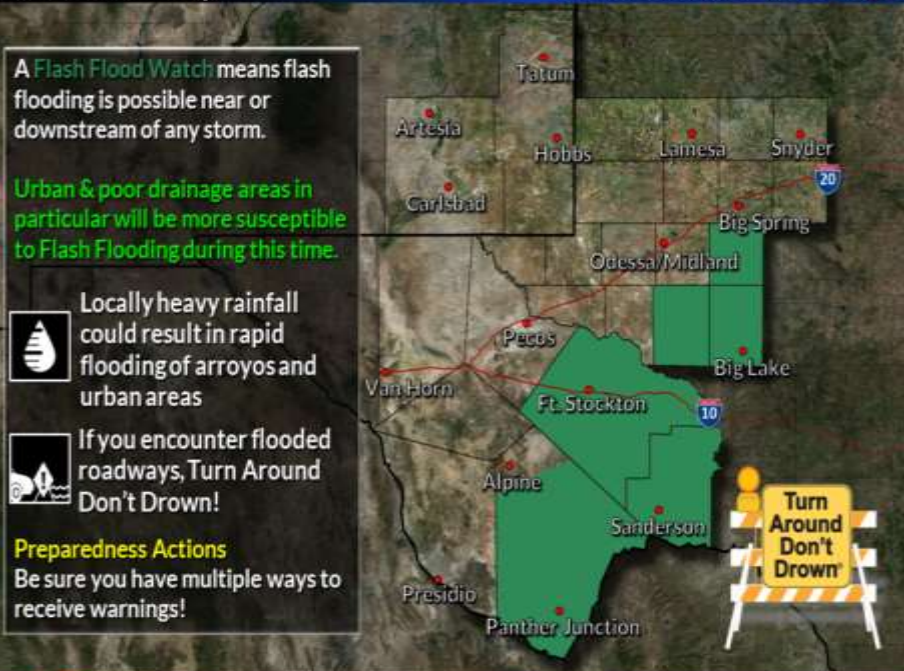 A Flash Flood Watch means flash
flooding is possible near or
downstream of any storm.
Urban & poor drainage areas in
particular will be more susceptible
to Flash Flooding during this time.
Locally heavy rainfall
could result in rapid
flooding of arroyos and
urban areas
If you encounter flooded
roadways, Turn Around
Don't Drown!
Preparedness Actions
Be sure you have multiple ways to
receive warnings!
Tatum
Artesia
Hobbs
Lamesa
Snyder
20
Carlsbad
Big Spring
Odessa/Midland
Pecos
Van Horn
Big Lake
Ft. Stockton
10
Alpine
Sanderson
Presidio
Panther Junction
Turn
Around
Don't
Drown